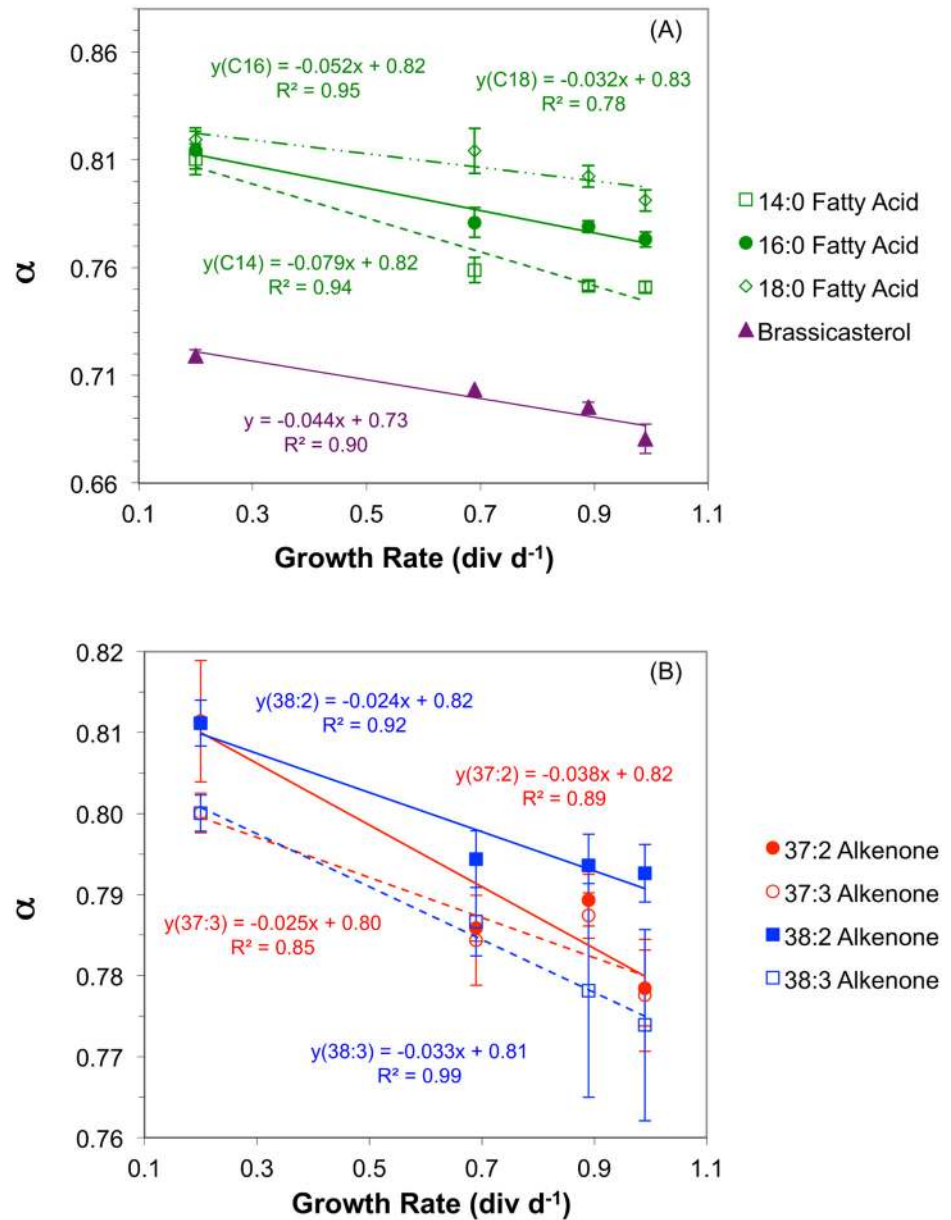 (A)
y(C16) = -0.052x + 0.82
R² = 0.95
y(C18) = -0.032x + 0.83
R² = 0.78
y(C14) = -0.079x + 0.82
R² = 0.94
y = -0.044x + 0.73
R² = 0.90
0.86
0.81
0.76
0.71
0.66
α
0.1 0.3 0.5 0.7 0.9 1.1
Growth Rate (div d⁻¹)
14:0 Fatty Acid
16:0 Fatty Acid
18:0 Fatty Acid
Brassicasterol
(B)
y(38:2) = -0.024x + 0.82
R² = 0.92
y(37:2) = -0.038x + 0.82
R² = 0.89
y(37:3) = -0.025x + 0.80
R² = 0.85
y(38:3) = -0.033x + 0.81
R² = 0.99
0.82
0.81
0.80
0.79
0.78
0.77
0.76
α
0.1 0.3 0.5 0.7 0.9 1.1
Growth Rate (div d⁻¹)
37:2 Alkenone
37:3 Alkenone
38:2 Alkenone
38:3 Alkenone